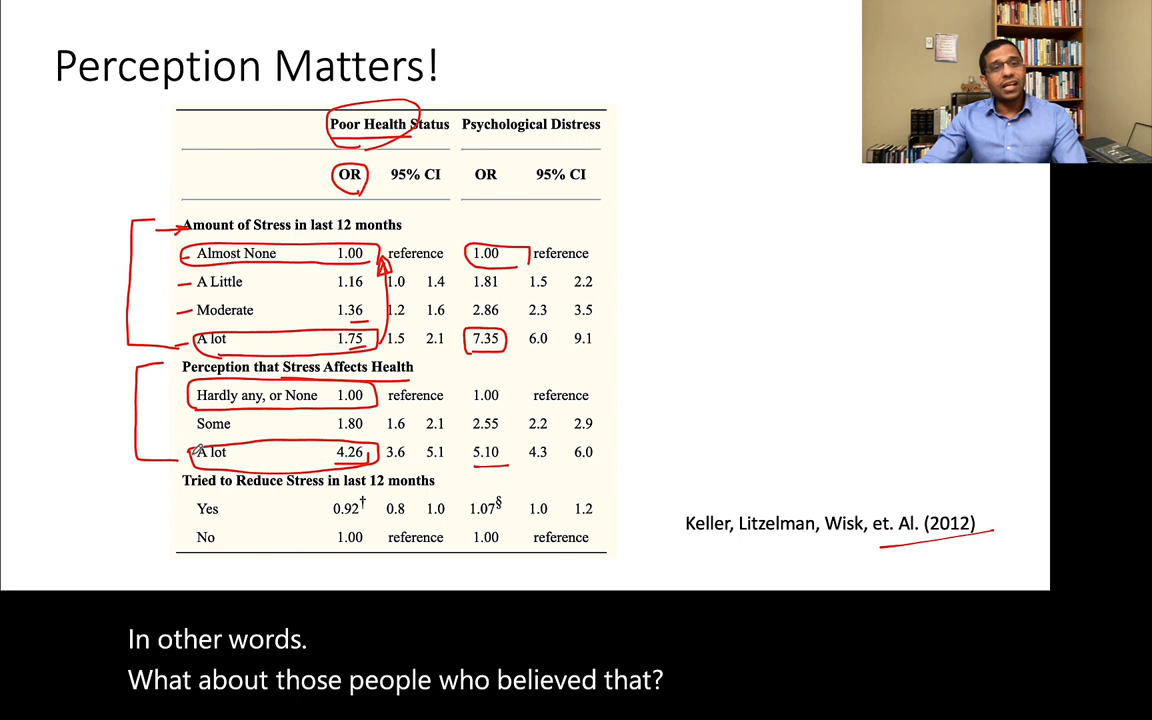 Perception Matters!
Poor Health Status Psychological Distress
OR 95% CI OR 95% CI
Amount of Stress in last 12 months
Almost None 1.00 reference 1.00 reference
A Little 1.16 1.0 1.4 1.81 1.5 2.2
Moderate 1.36 1.2 1.6 2.86 2.3 3.5
A lot 1.75 1.5 2.1 7.35 6.0 9.1
Perception that Stress Affects Health
Hardly any, or None 1.00 reference 1.00 reference
Some 1.80 1.6 2.1 2.55 2.2 2.9
A lot 4.26 3.6 5.1 5.10 4.3 6.0
Tried to Reduce Stress in last 12 months
Yes 0.92† 0.8 1.0 1.07§ 1.0 1.2
No 1.00 reference 1.00 reference
Keller, Litzelman, Wisk, et. Al. (2012)
In other words.
What about those people who believed that?